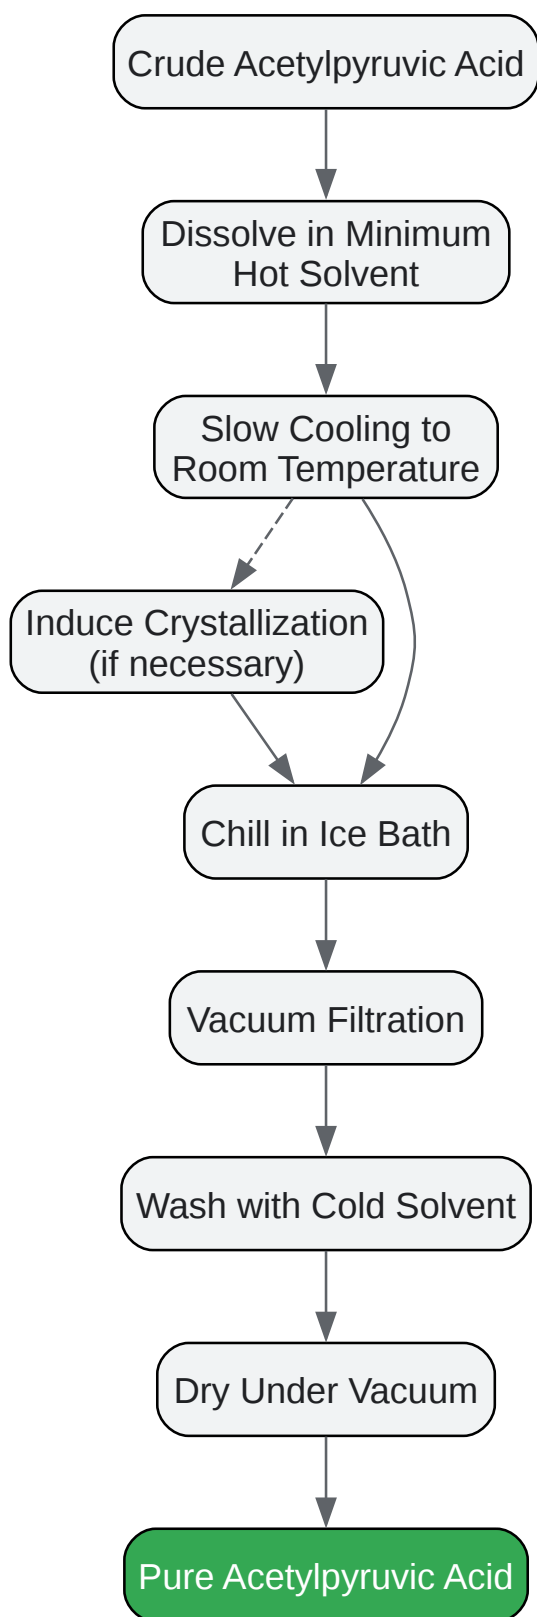 Crude Acetylpyruvic Acid
Dissolve in Minimum
Hot Solvent
Slow Cooling to
Room Temperature
Induce Crystallization
(if necessary)
Chill in Ice Bath
Vacuum Filtration
Wash with Cold Solvent
Dry Under Vacuum
Pure Acetylpyruvic Acid